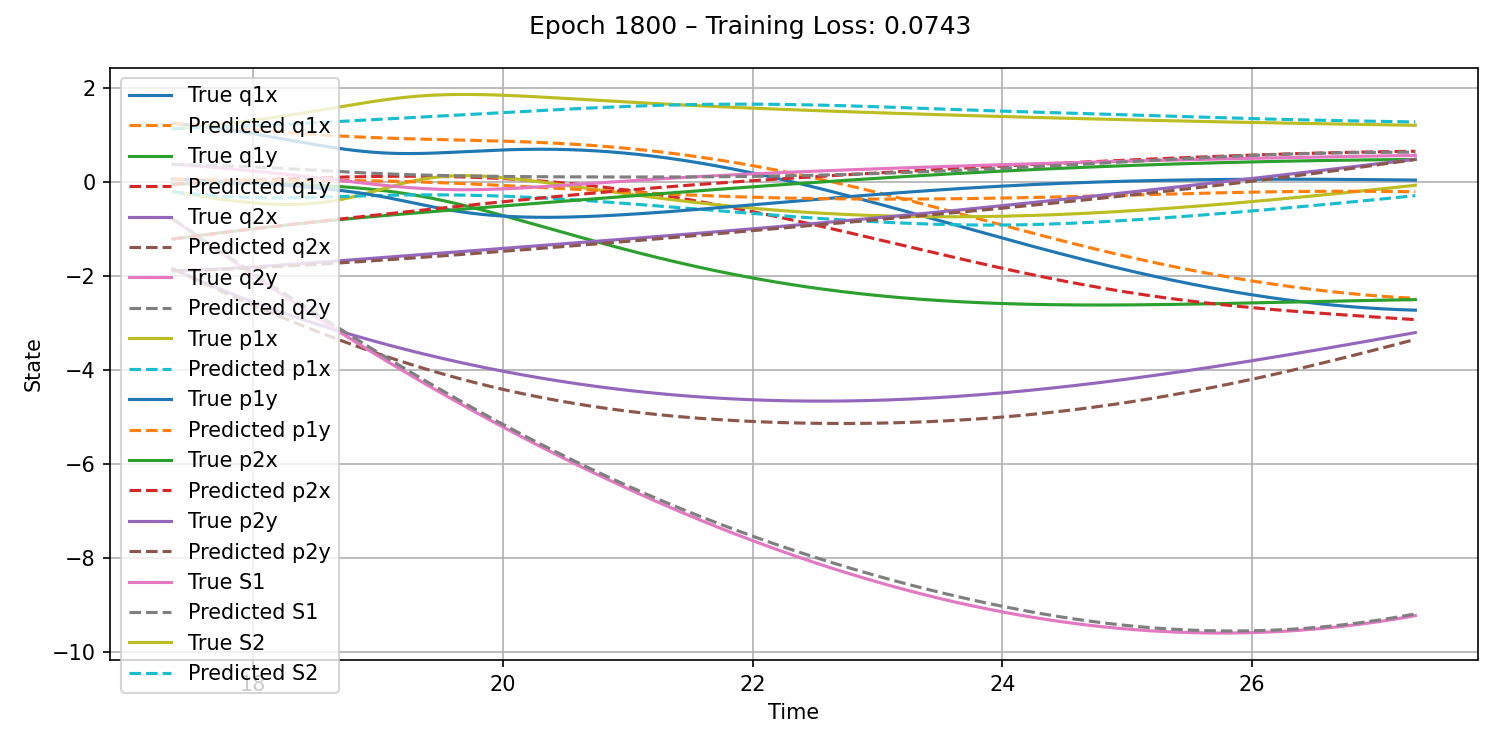 Epoch 1800 – Training Loss: 0.0743
2
0
−2
−4
−6
−8
−10
State
True q1x
Predicted q1x
True q1y
Predicted q1y
True q2x
Predicted q2x
True q2y
Predicted q2y
True p1x
Predicted p1x
True p1y
Predicted p1y
True p2x
Predicted p2x
True p2y
Predicted p2y
True S1
Predicted S1
True S2
Predicted S2
18 20 22 24 26
Time